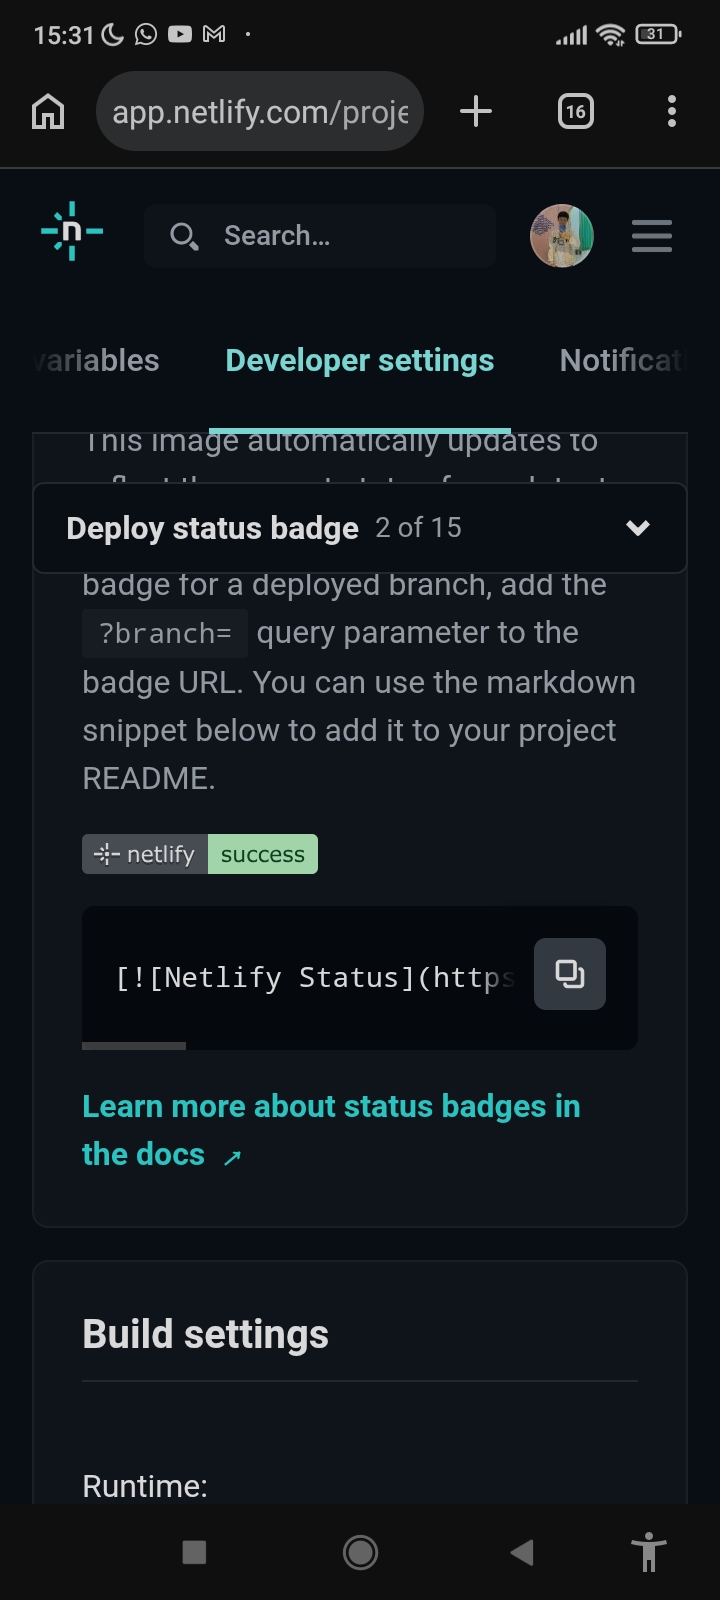 15:31
31
app.netlify.com/proje
16
n
Search...
variables Developer settings Notificati
This image automatically updates to
Deploy status badge 2 of 15
badge for a deployed branch, add the
?branch= query parameter to the
badge URL. You can use the markdown
snippet below to add it to your project
README.
netlify success
[![Netlify Status](https
Learn more about status badges in
the docs ↗
Build settings
Runtime: